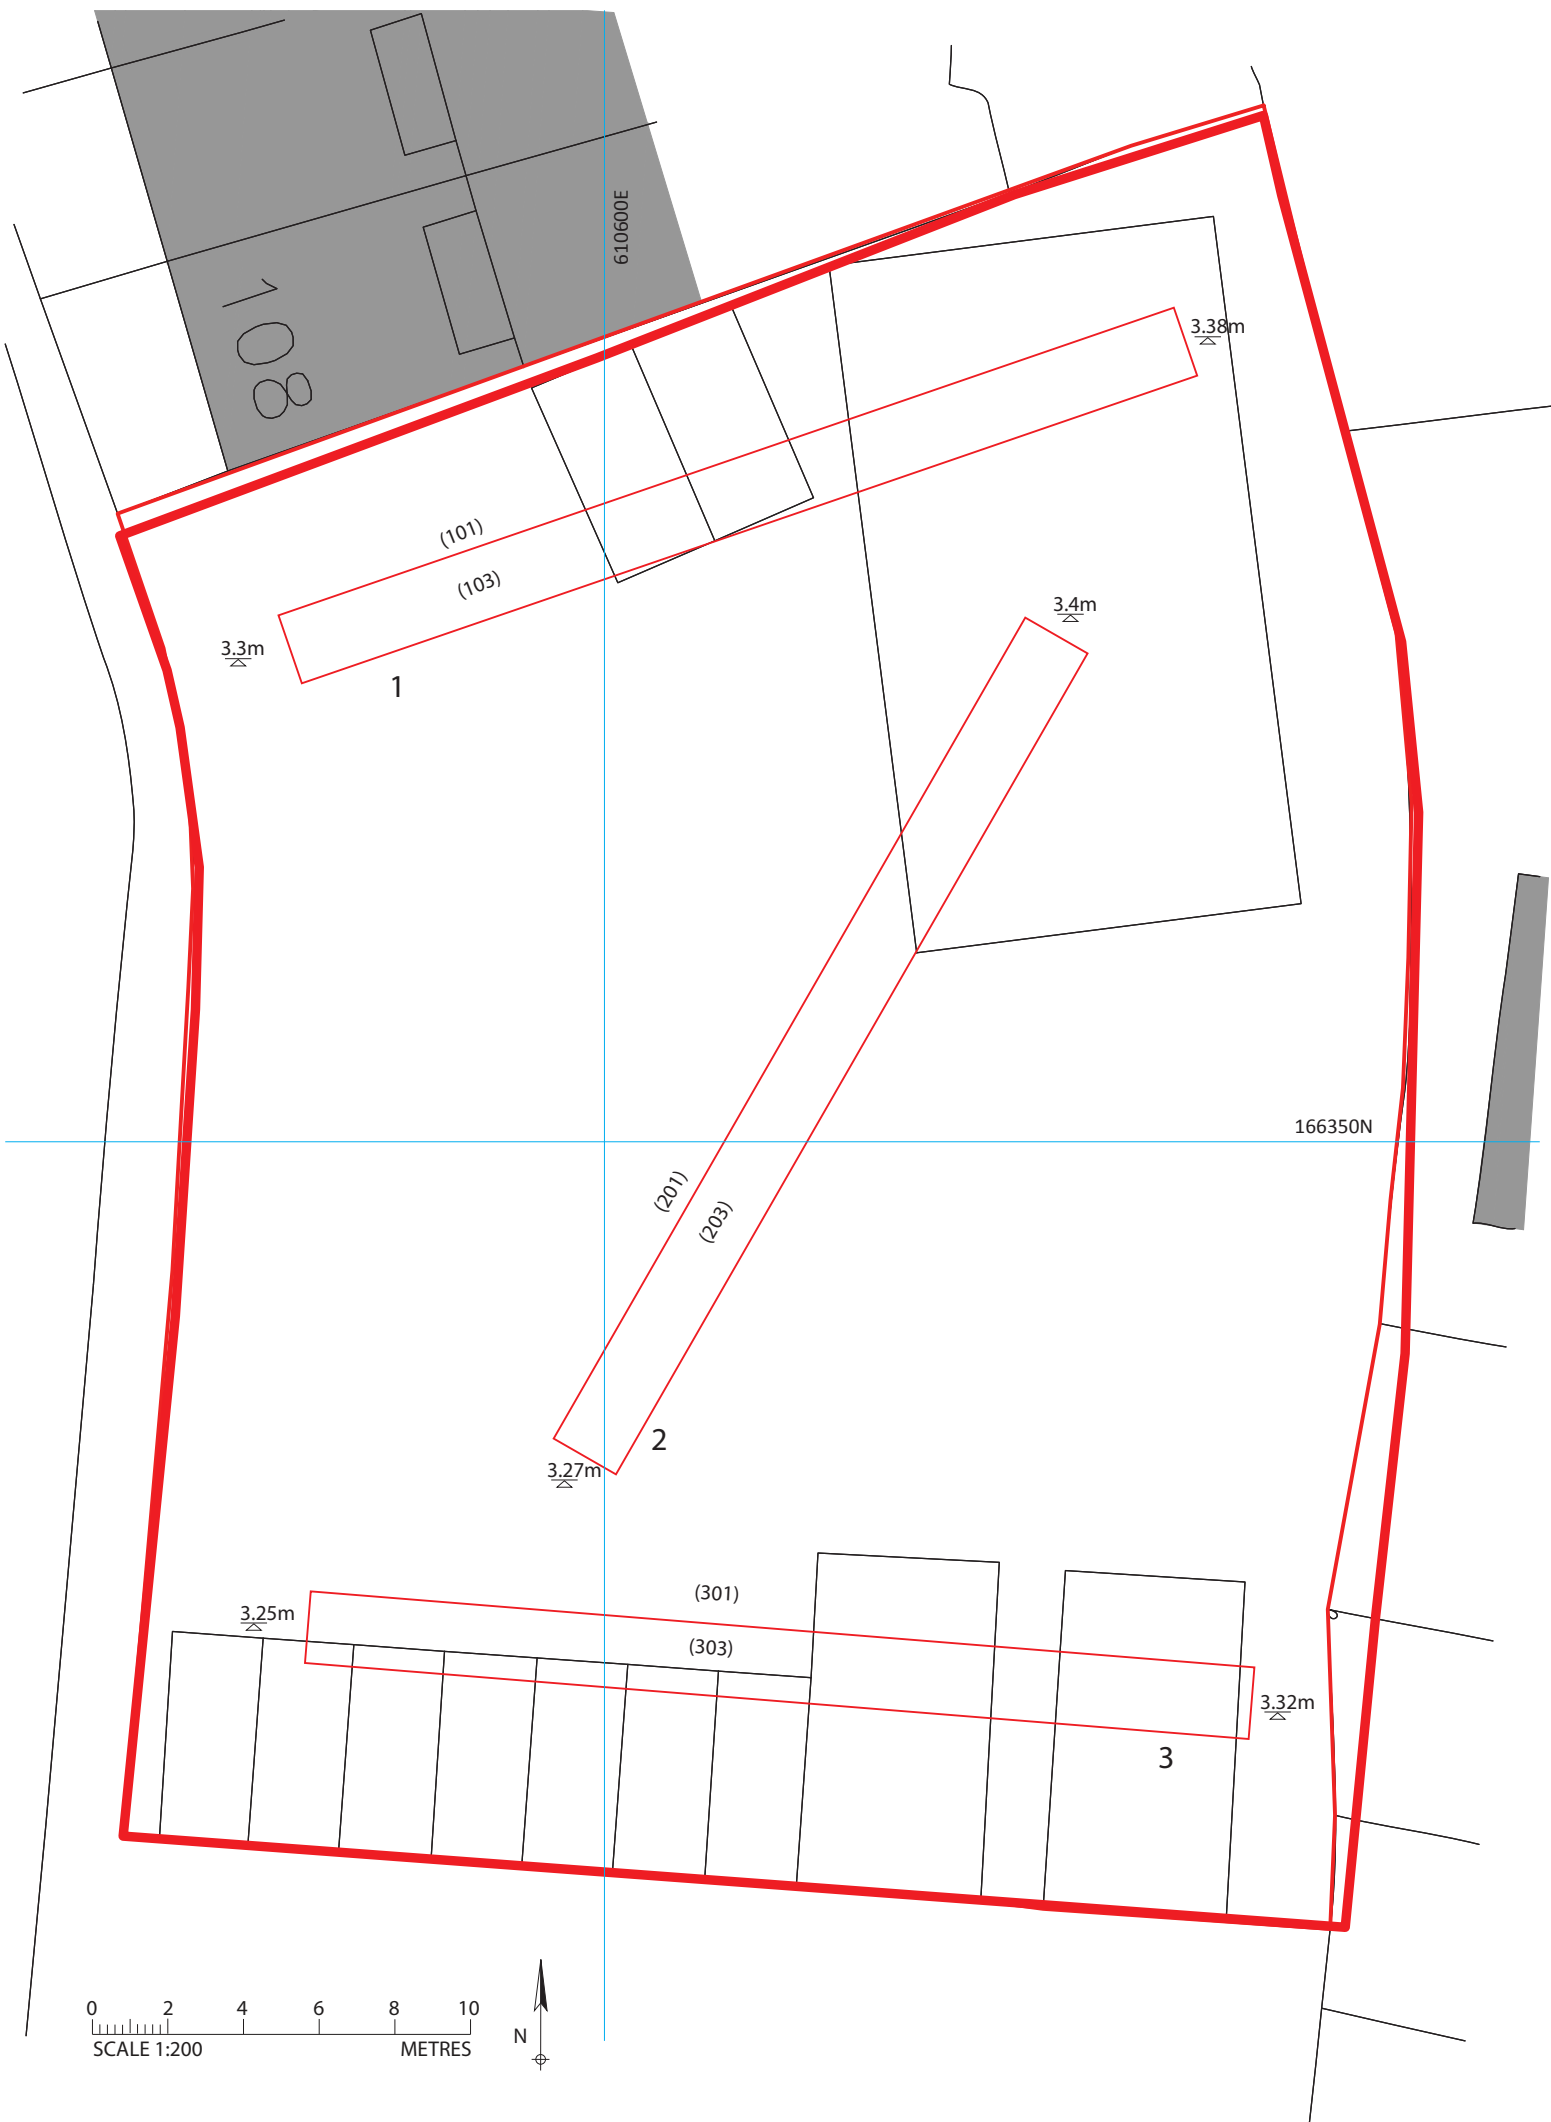 610600E
108
3.38m
(101)
(103)
3.4m
3.3m
1
166350N
(201)
(203)
2
3.27m
(301)
3.25m
(303)
3.32m
3
0 2 4 6 8 10
SCALE 1:200 METRES
N